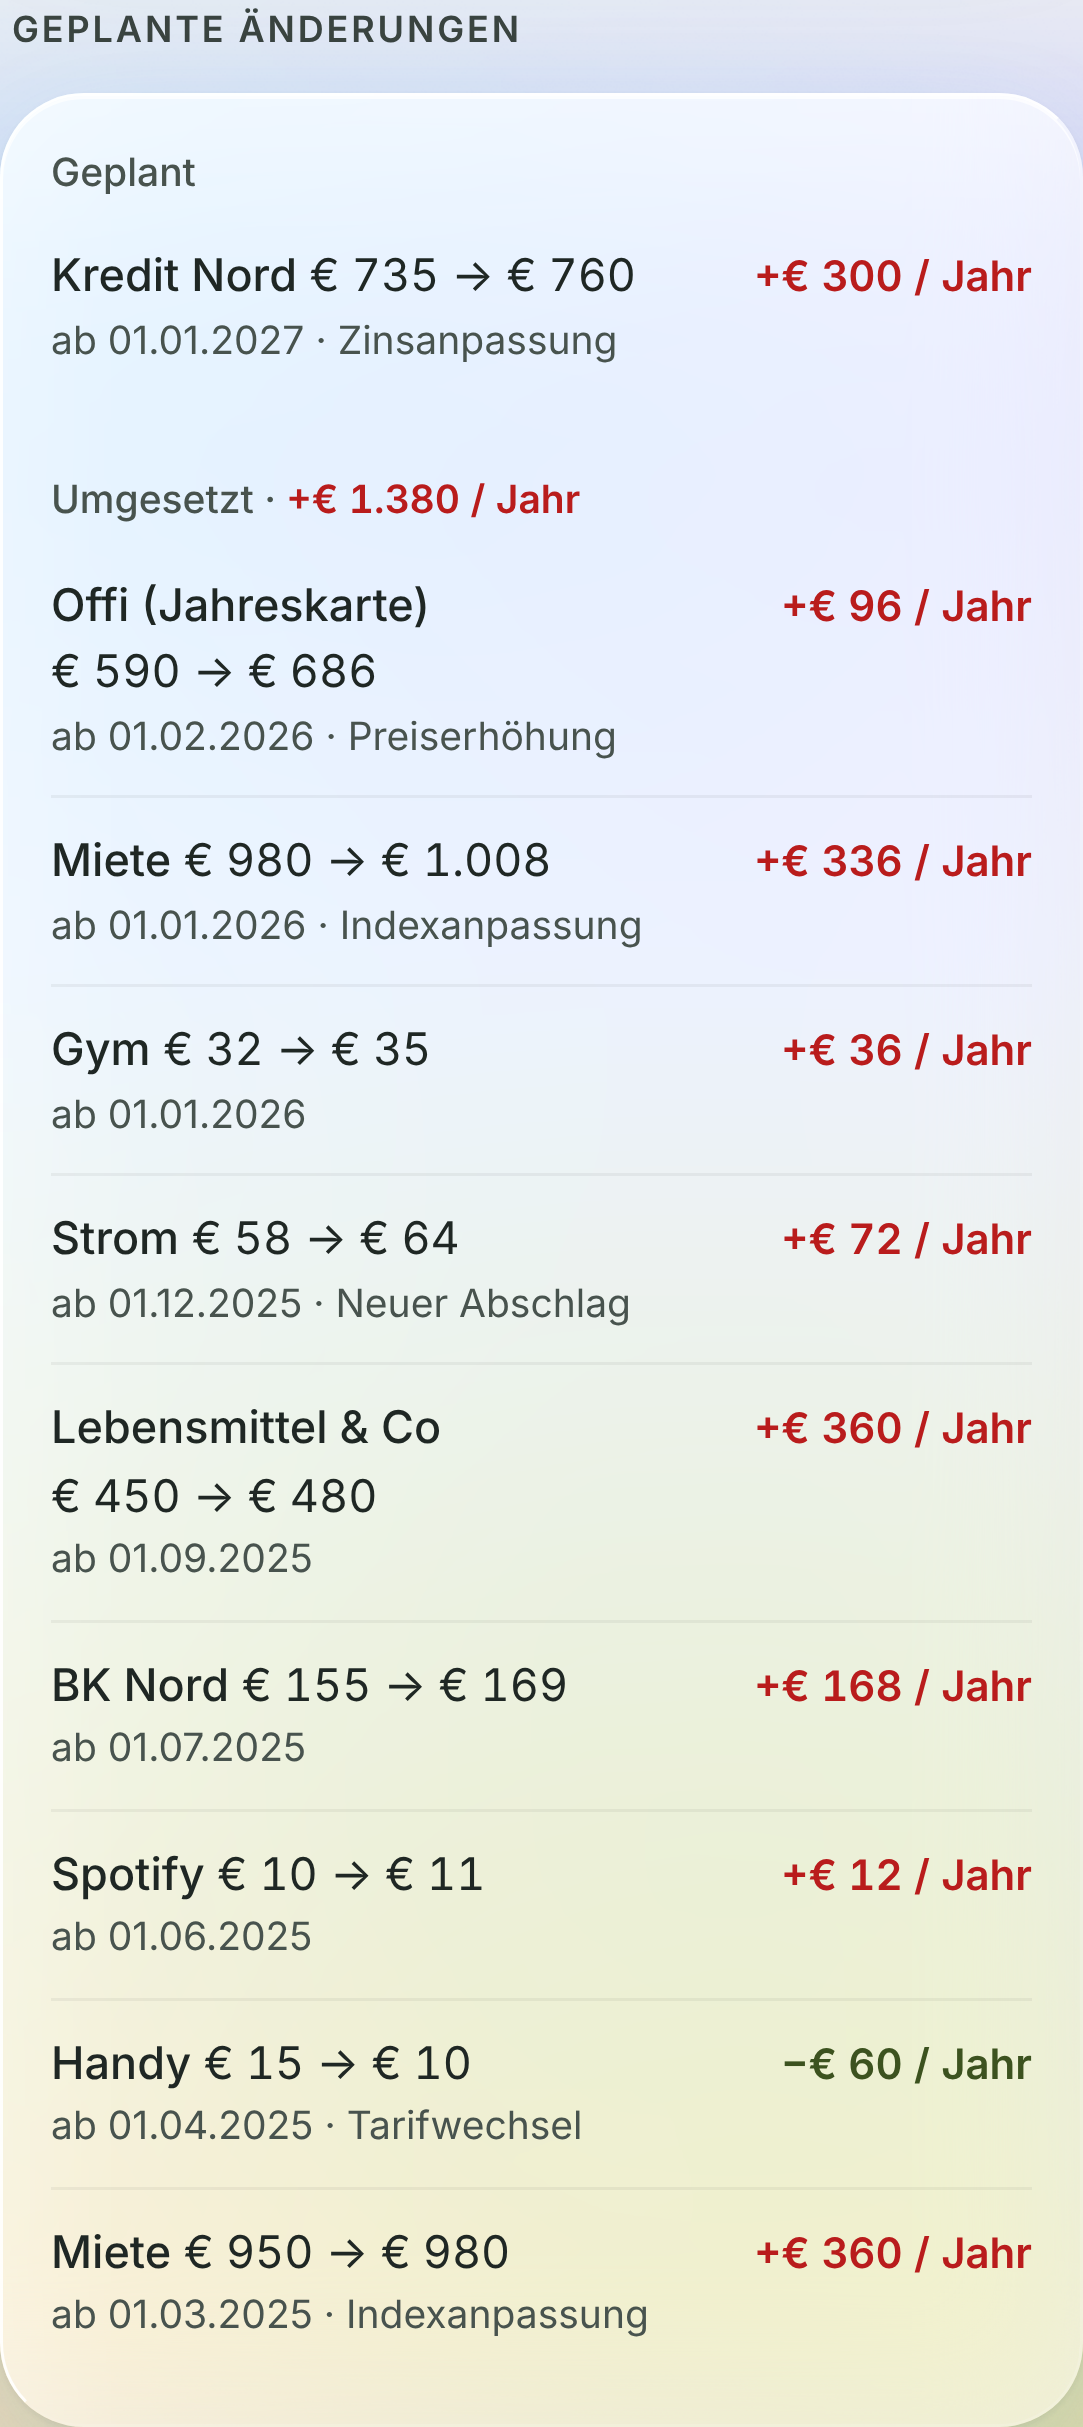 GEPLANTE ÄNDERUNGEN
Geplant
Kredit Nord € 735 → € 760 +€ 300 / Jahr
ab 01.01.2027 · Zinsanpassung
Umgesetzt · +€ 1.380 / Jahr
Offi (Jahreskarte) +€ 96 / Jahr
€ 590 → € 686
ab 01.02.2026 · Preiserhöhung
Miete € 980 → € 1.008 +€ 336 / Jahr
ab 01.01.2026 · Indexanpassung
Gym € 32 → € 35 +€ 36 / Jahr
ab 01.01.2026
Strom € 58 → € 64 +€ 72 / Jahr
ab 01.12.2025 · Neuer Abschlag
Lebensmittel & Co +€ 360 / Jahr
€ 450 → € 480
ab 01.09.2025
BK Nord € 155 → € 169 +€ 168 / Jahr
ab 01.07.2025
Spotify € 10 → € 11 +€ 12 / Jahr
ab 01.06.2025
Handy € 15 → € 10 −€ 60 / Jahr
ab 01.04.2025 · Tarifwechsel
Miete € 950 → € 980 +€ 360 / Jahr
ab 01.03.2025 · Indexanpassung